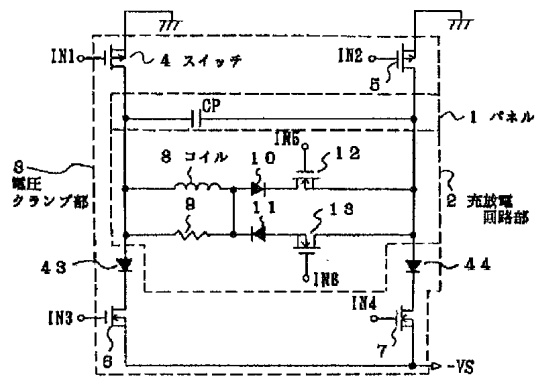 IN1
4 スイッチ
IN2
5
CP
1 パネル
IN5
8 コイル
10
12
3
電圧
クランプ部
2 充放電
回路部
9
11
13
43
44
IN6
IN3
6
IN4
7
-VS